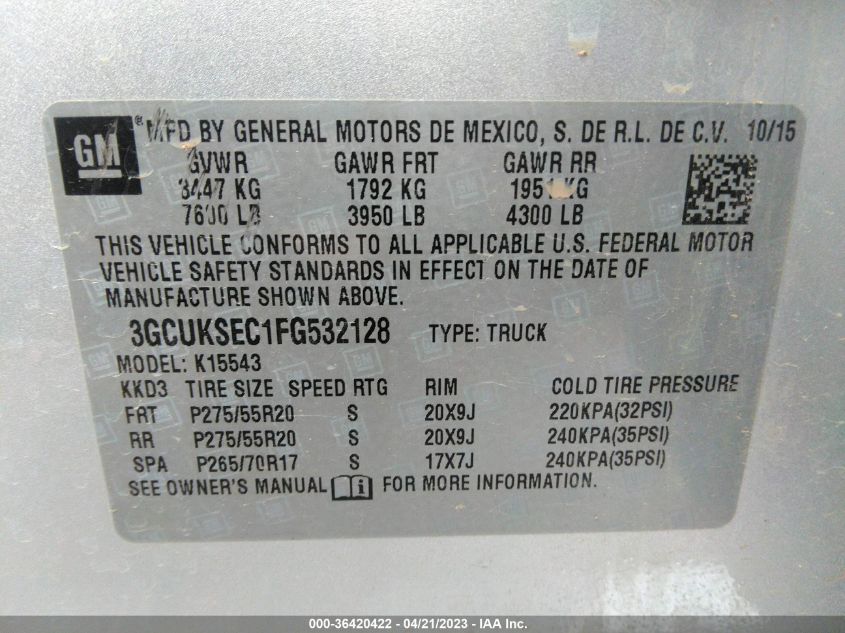 GM ® MFD BY GENERAL MOTORS DE MEXICO, S. DE R.L. DE C.V. 10/15
GVWR GAWR FRT GAWR RR
3447 KG 1792 KG 1951 KG
7600 LB 3950 LB 4300 LB
THIS VEHICLE CONFORMS TO ALL APPLICABLE U.S. FEDERAL MOTOR
VEHICLE SAFETY STANDARDS IN EFFECT ON THE DATE OF
MANUFACTURE SHOWN ABOVE.
3GCUKSEC1FG532128 TYPE: TRUCK
MODEL: K15543
KKD3 TIRE SIZE SPEED RTG RIM COLD TIRE PRESSURE
FRT P275/55R20 S 20X9J 220KPA(32PSI)
RR P275/55R20 S 20X9J 240KPA(35PSI)
SPA P265/70R17 S 17X7J 240KPA(35PSI)
SEE OWNER'S MANUAL i FOR MORE INFORMATION.
000-36420422 - 04/21/2023 - IAA Inc.